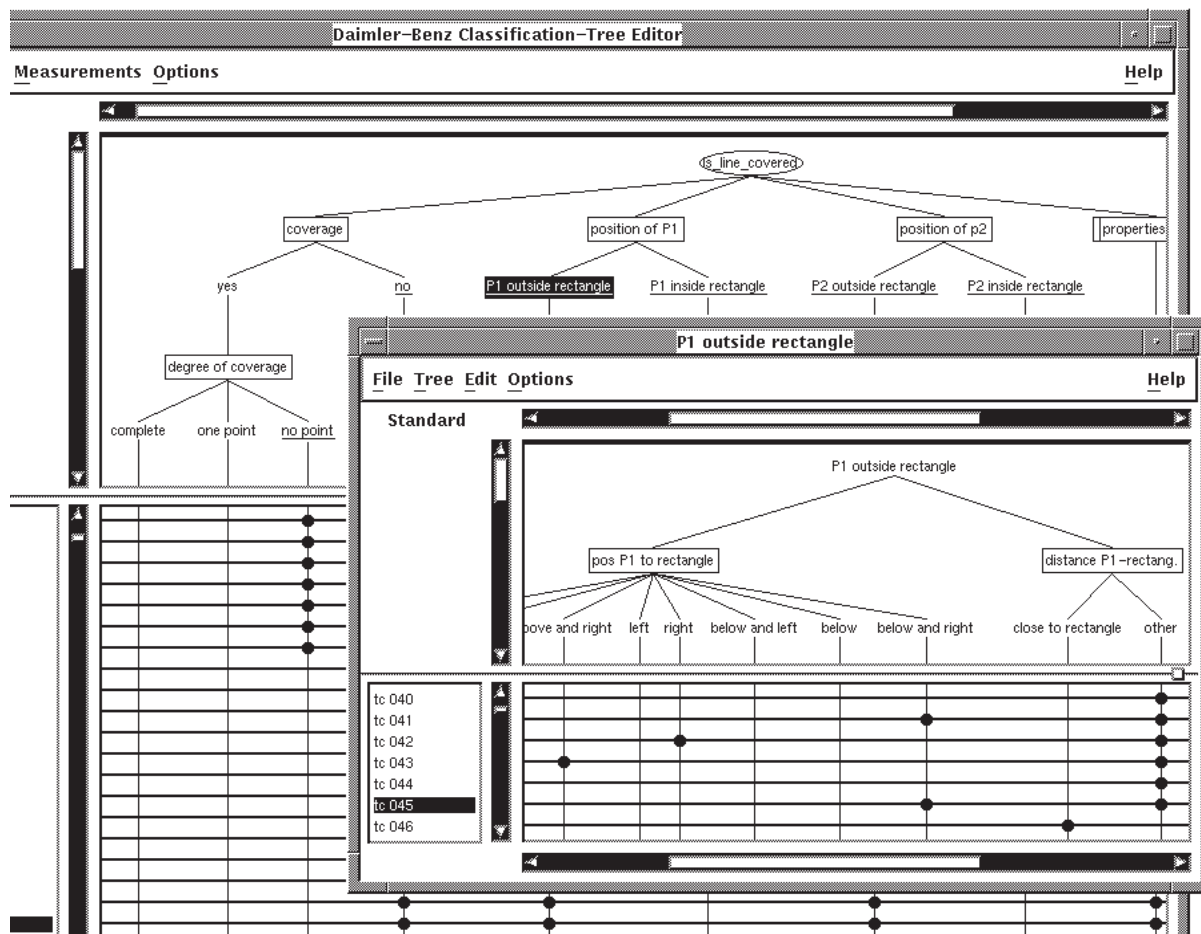 Daimler-Benz Classification-Tree Editor
Measurements Options Help
Is_line_covered
coverage position of P1 position of p2 properties
yes no P1 outside rectangle P1 inside rectangle P2 outside rectangle P2 inside rectangle
degree of coverage
complete one point no point
P1 outside rectangle
File Tree Edit Options Help
Standard
P1 outside rectangle
pos P1 to rectangle distance P1-rectang.
and right left right below and left below below and right close to rectangle other
tc 040
tc 041
tc 042
tc 043
tc 044
tc 045
tc 046